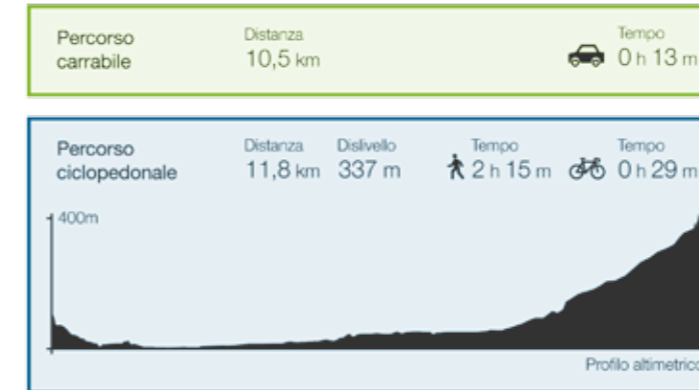 Percorso carrabile
Distanza
10,5 km
Tempo
0 h 13 m
Percorso ciclopedonale
Distanza
11,8 km
Dislivello
337 m
Tempo
2 h 15 m
Tempo
0 h 29 m
400m
Profilo altimetrico